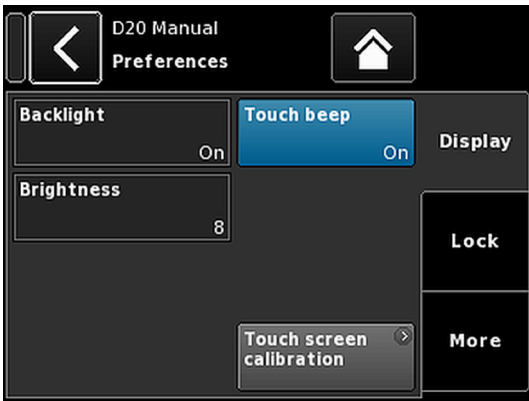 D20 Manual
Preferences
Backlight
On
Touch beep
On
Display
Brightness
8
Lock
Touch screen
calibration
More